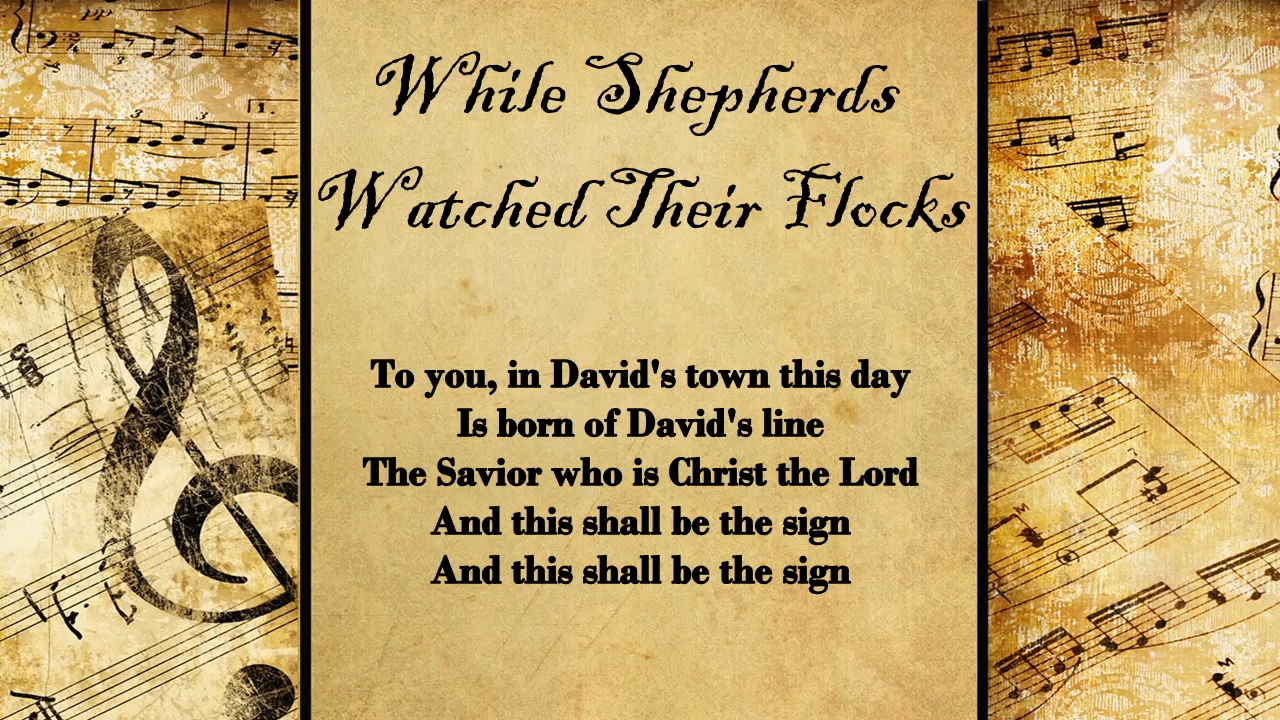 While Shepherds
Watched Their Flocks
To you, in David's town this day
Is born of David's line
The Savior who is Christ the Lord
And this shall be the sign
And this shall be the sign